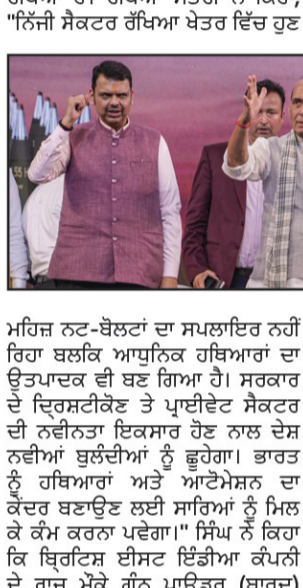 "ਨਿੱਜੀ ਸੈਕਟਰ ਰੱਖਿਆ ਖੇਤਰ ਵਿੱਚ ਹੁਣ
ਮਹਿਜ਼ ਨਟ-ਬੋਲਟਾਂ ਦਾ ਸਪਲਾਇਰ ਨਹੀਂ
ਰਿਹਾ ਬਲਕਿ ਆਧੁਨਿਕ ਹਥਿਆਰਾਂ ਦਾ
ਉਤਪਾਦਕ ਵੀ ਬਣ ਗਿਆ ਹੈ। ਸਰਕਾਰ
ਦੇ ਦ੍ਰਿਸ਼ਟੀਕੋਣ ਤੇ ਪ੍ਰਾਈਵੇਟ ਸੈਕਟਰ
ਦੀ ਨਵੀਨਤਾ ਇਕਸਾਰ ਹੋਣ ਨਾਲ ਦੇਸ਼
ਨਵੀਆਂ ਬੁਲੰਦੀਆਂ ਨੂੰ ਛੂਹੇਗਾ। ਭਾਰਤ
ਨੂੰ ਹਥਿਆਰਾਂ ਅਤੇ ਆਟੋਮੇਸ਼ਨ ਦਾ
ਕੇਂਦਰ ਬਣਾਉਣ ਲਈ ਸਾਰਿਆਂ ਨੂੰ ਮਿਲ
ਕੇ ਕੰਮ ਕਰਨਾ ਪਵੇਗਾ।" ਸਿੰਘ ਨੇ ਕਿਹਾ
ਕਿ ਬ੍ਰਿਟਿਸ਼ ਈਸਟ ਇੰਡੀਆ ਕੰਪਨੀ
ਦੇ ਰਾਜ ਮੌਕੇ ਗੰਨ ਪਾਊਡਰ (ਬਾਰੂਦ)